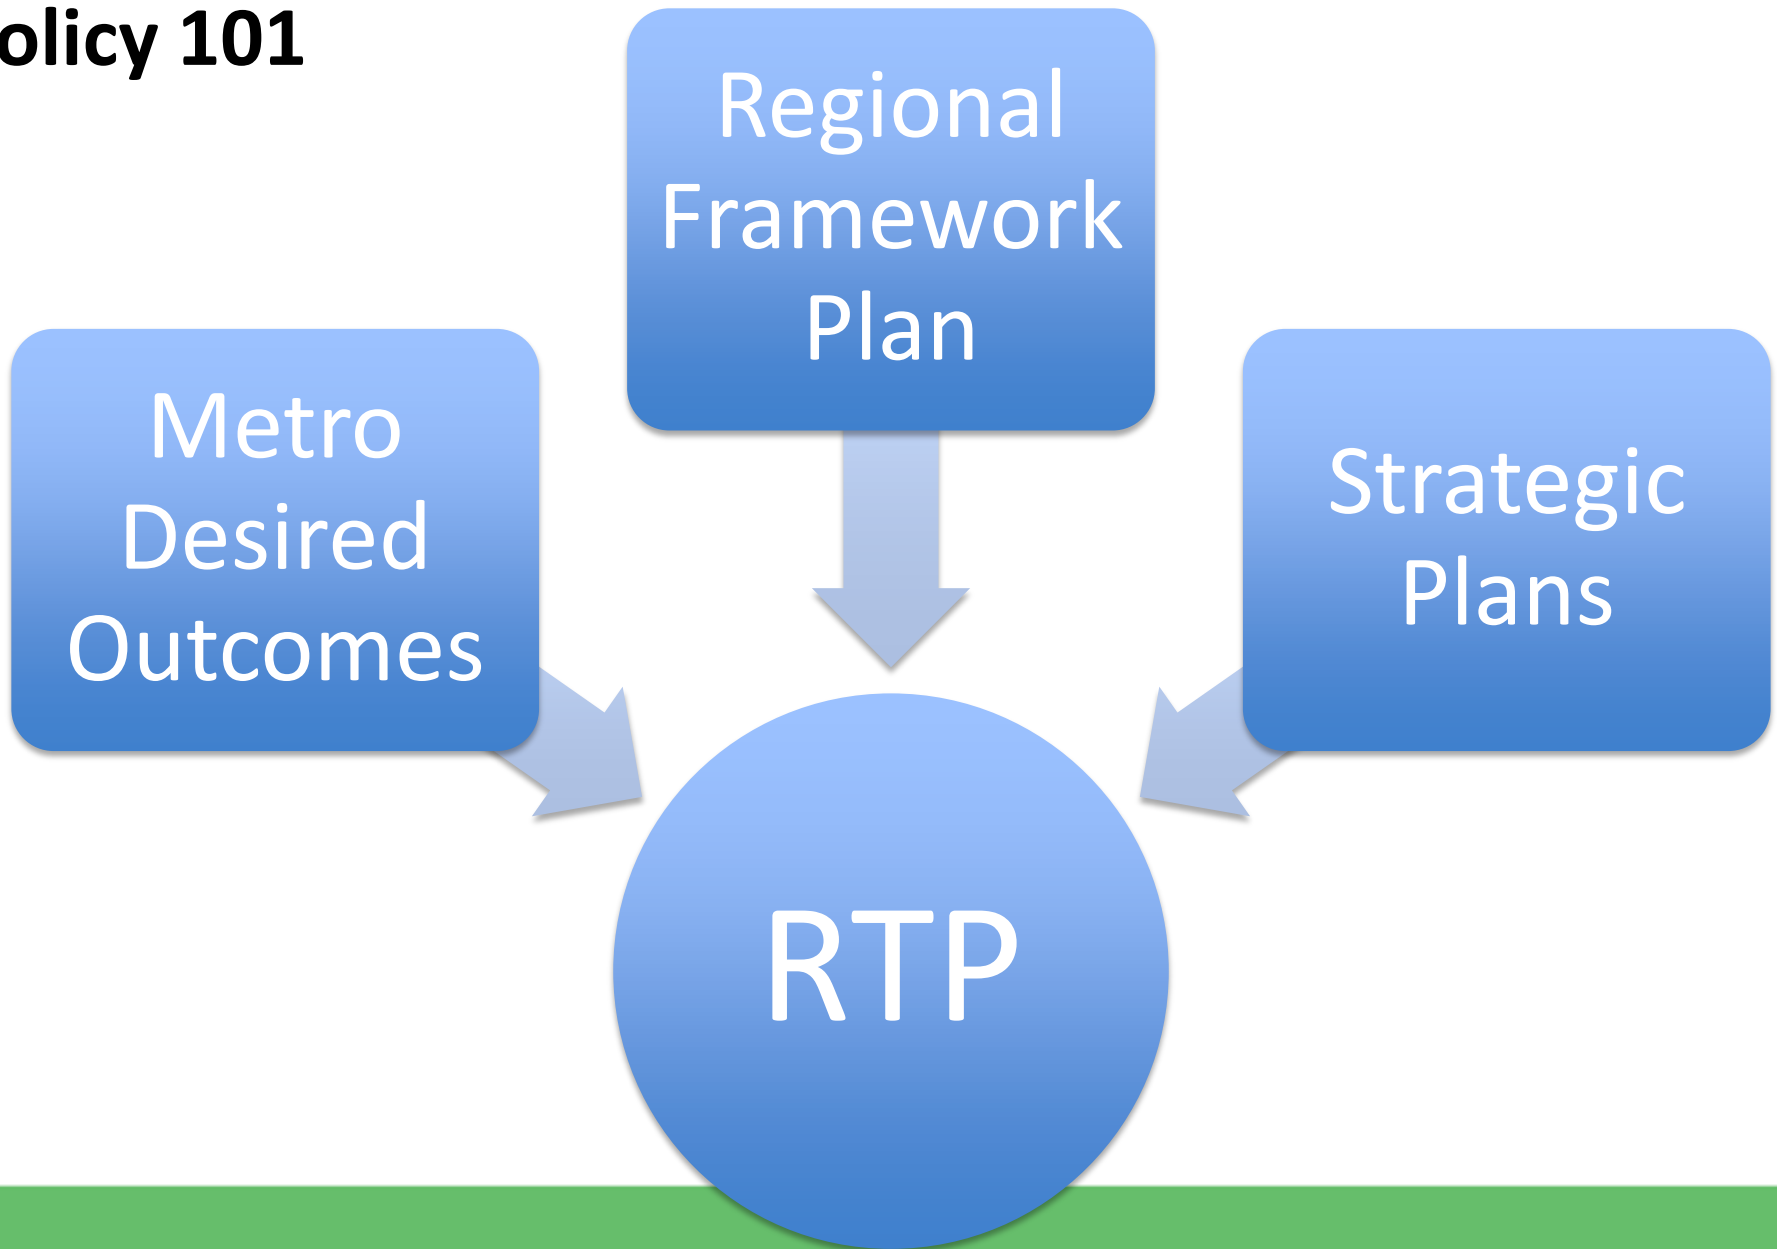 olicy 101
Regional
Framework
Plan
Metro
Desired
Outcomes
Strategic
Plans
RTP